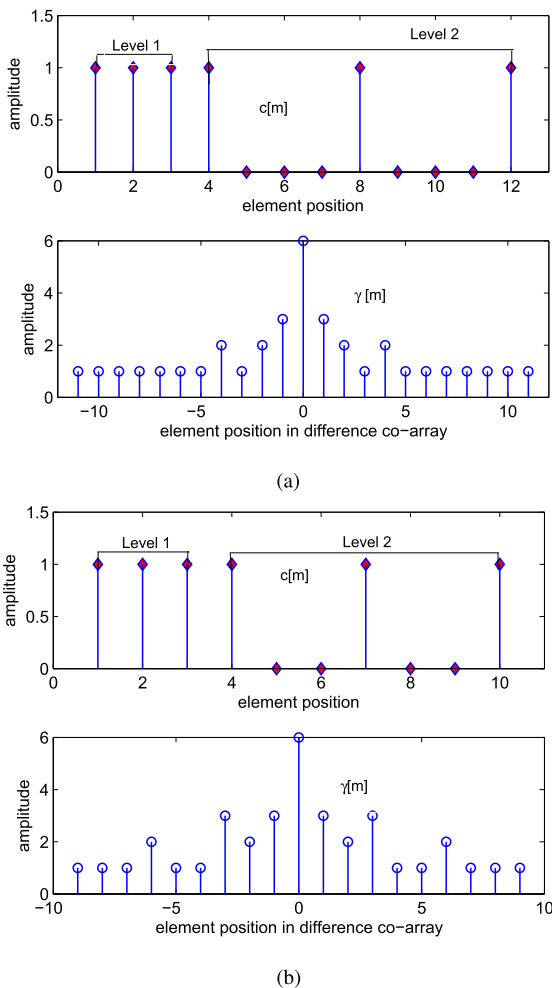 1.5
Level 1
Level 2
1
amplitude
c[m]
0.5
0
0 2 4 6 8 10 12
element position
6
γ [m]
4
amplitude
2
0
−10 −5 0 5 10
element position in difference co−array
(a)
1.5
Level 1
Level 2
1
c[m]
amplitude
0.5
0
0 2 4 6 8 10
element position
6
γ[m]
4
amplitude
2
0
−10 −5 0 5 10
element position in difference co−array
(b)